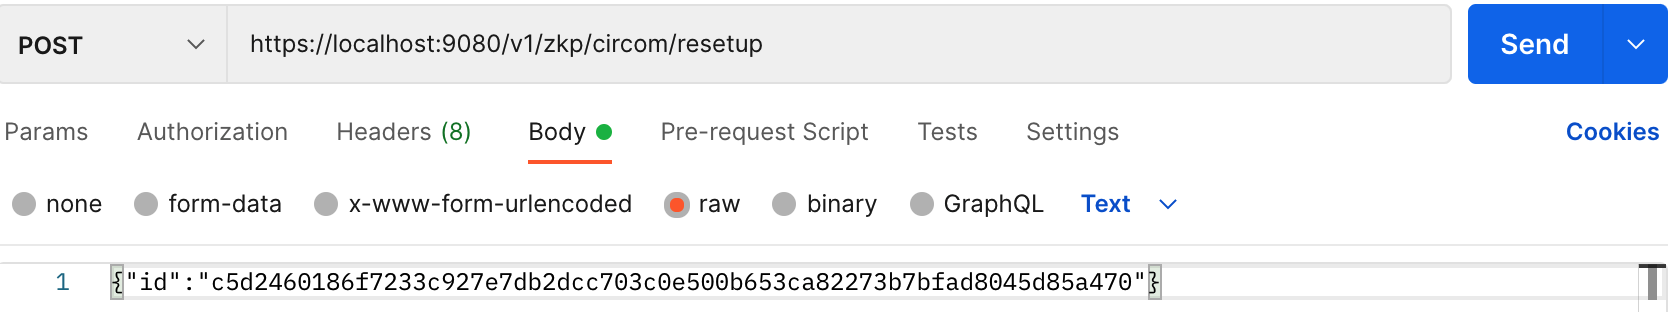 POST https://localhost:9080/v1/zkp/circom/resetup Send
Params Authorization Headers (8) Body Pre-request Script Tests Settings Cookies
none form-data x-www-form-urlencoded raw binary GraphQL Text
1 {"id":"c5d2460186f7233c927e7db2dcc703c0e500b653ca82273b7bfad8045d85a470"}